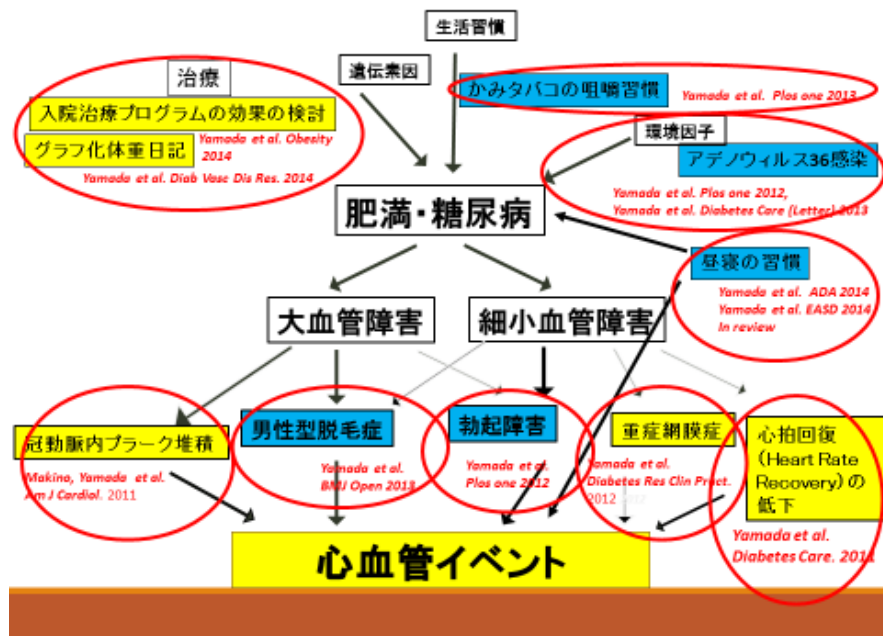 生活習慣
遺伝素因
治療
入院治療プログラムの効果の検討
グラフ化体重日記
Yamada et al. Obesity
2014
Yamada et al. Diab Vasc Dis Res. 2014
かみタバコの咀嚼習慣
Yamada et al. Plos one 2013
環境因子
アデノウィルス36感染
Yamada et al. Plos one 2012,
Yamada et al. Diabetes Care (Letter) 2013
肥満・糖尿病
昼寝の習慣
Yamada et al. ADA 2014
Yamada et al. EASD 2014
In review
大血管障害
細小血管障害
冠動脈内プラーク堆積
Makino, Yamada et al.
Am J Cardiol. 2011
男性型脱毛症
Yamada et al.
BMJ Open 2013
勃起障害
Yamada et al.
Plos one 2012
重症網膜症
Yamada et al.
Diabetes Res Clin Pract.
2012
心拍回復
(Heart Rate
Recovery)の
低下
Yamada et al.
Diabetes Care. 2011
心血管イベント